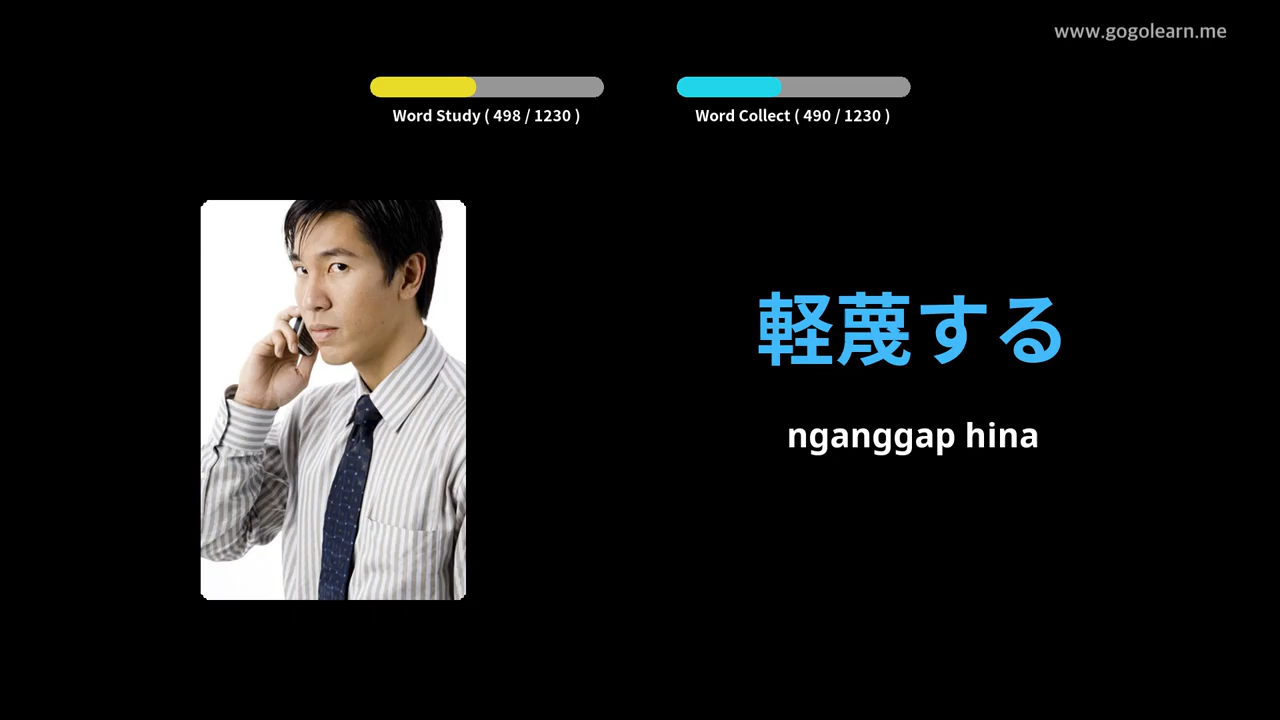 www.gogolearn.me
Word Study ( 498 / 1230 )
Word Collect ( 490 / 1230 )
軽蔑する
nganggap hina